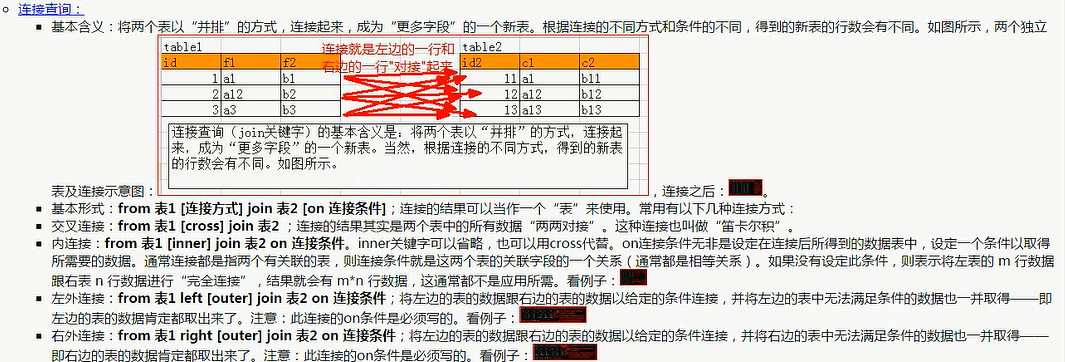 连接查询：
基本含义：将两个表以“并排”的方式，连接起来，成为“更多字段”的一个新表。根据连接的不同方式和条件的不同，得到的新表的行数会有不同。如图所示，两个独立
table1 连接就是左边的一行和 table2
id f1 f2 右边的一行"对接"起来 id2 c1 c2
1 a1 b1 11 a1 b11
2 a12 b2 12 a12 b12
3 a3 b3 13 a13 b13
连接查询（join关键字）的基本含义是：将两个表以“并排”的方式，连接起
来，成为“更多字段”的一个新表。当然，根据连接的不同方式，得到的新表
的行数会有不同。如图所示。
表及连接示意图：，连接之后：。
基本形式：from 表1 [连接方式] join 表2 [on 连接条件]；连接的结果可以当作一个“表”来使用。常用有以下几种连接方式：
交叉连接：from 表1 [cross] join 表2 ；连接的结果其实是两个表中的所有数据“两两对接”。这种连接也叫做“笛卡尔积”。
内连接：from 表1 [inner] join 表2 on 连接条件。inner关键字可以省略，也可以用cross代替。on连接条件无非是设定在连接后所得到的数据表中，设定一个条件以取得
所需要的数据。通常连接都是指两个有关联的表，则连接条件就是这两个表的关联字段的一个关系（通常都是相等关系）。如果没有设定此条件，则表示将左表的 m 行数据
跟右表 n 行数据进行“完全连接”，结果就会有 m*n 行数据，这通常都不是应用所需。看例子：
左外连接：from 表1 left [outer] join 表2 on 连接条件；将左边的表的数据跟右边的表的数据以给定的条件连接，并将左边的表中无法满足条件的数据也一并取得——即
左边的表的数据肯定都取出来了。注意：此连接的on条件是必须写的。看例子：
右外连接：from 表1 right [outer] join 表2 on 连接条件；将左边的表的数据跟右边的表的数据以给定的条件连接，并将右边的表中无法满足条件的数据也一并取得——
即右边的表的数据肯定都取出来了。注意：此连接的on条件是必须写的。看例子：